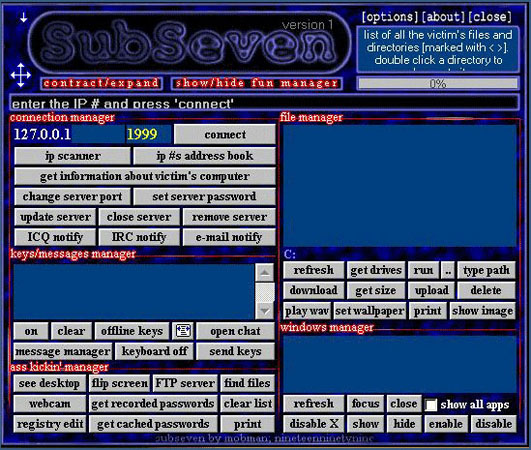 SubSeven
version 1
[options] [about] [close]
list of all the victim's files and
directories [marked with < >].
double click a directory to
contract/expand
show/hide fun manager
0%
enter the IP # and press 'connect'
connection manager
127.0.0.1 1999 connect
ip scanner ip #s address book
get information about victim's computer
change server port set server password
update server close server remove server
ICQ notify IRC notify e-mail notify
keys/messages manager
on clear offline keys open chat
message manager keyboard off send keys
ass kickin' manager
see desktop flip screen FTP server find files
webcam get recorded passwords clear list
registry edit get cached passwords print
file manager
C:
refresh get drives run .. type path
download get size upload delete
play wav set wallpaper print show image
windows manager
refresh focus close show all apps
disable X show hide enable disable
subseven by mobman, nineteenninetynine